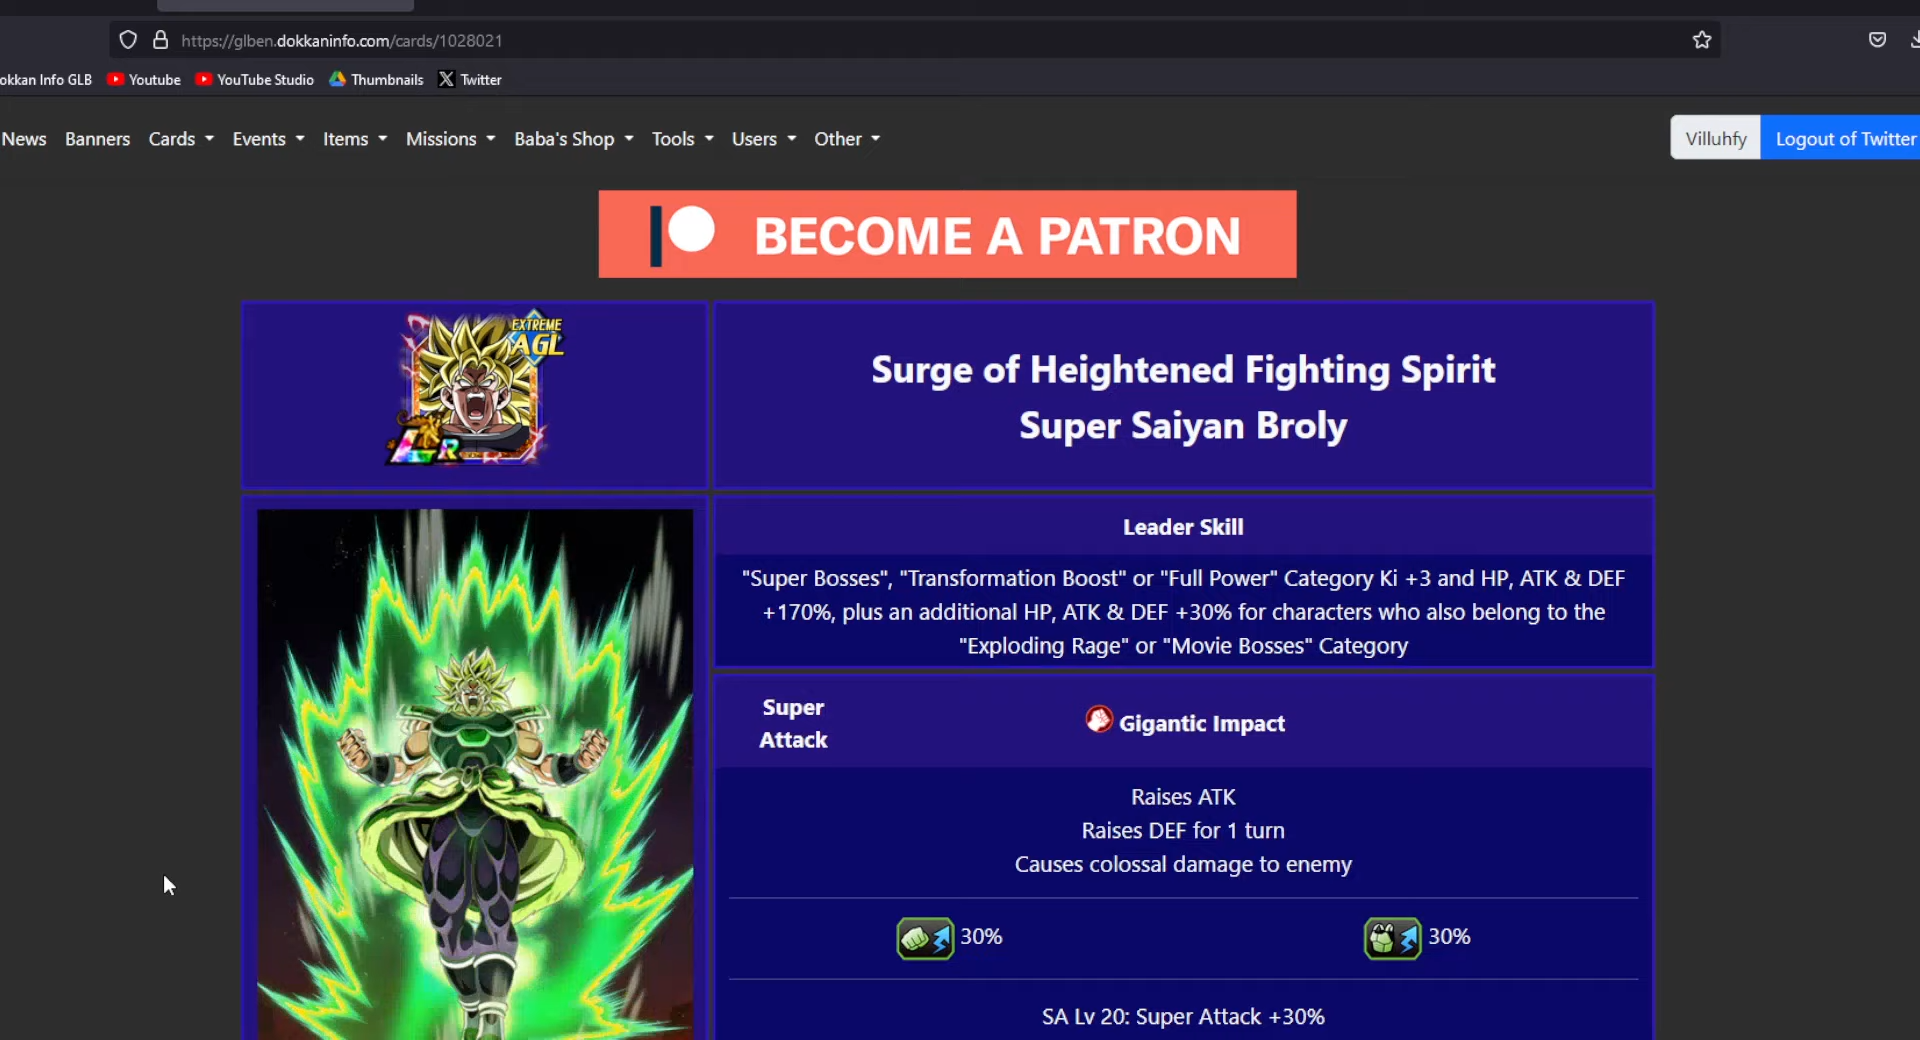 https://glben.dokkaninfo.com/cards/1028021
okkan Info GLB Youtube YouTube Studio Thumbnails Twitter
News Banners Cards Events Items Missions Baba's Shop Tools Users Other Villuhfy Logout of Twitter
BECOME A PATRON
EXTREME
AGL
LR
Surge of Heightened Fighting Spirit
Super Saiyan Broly
Leader Skill
"Super Bosses", "Transformation Boost" or "Full Power" Category Ki +3 and HP, ATK & DEF
+170%, plus an additional HP, ATK & DEF +30% for characters who also belong to the
"Exploding Rage" or "Movie Bosses" Category
Super
Attack
Gigantic Impact
Raises ATK
Raises DEF for 1 turn
Causes colossal damage to enemy
30% 30%
SA Lv 20: Super Attack +30%